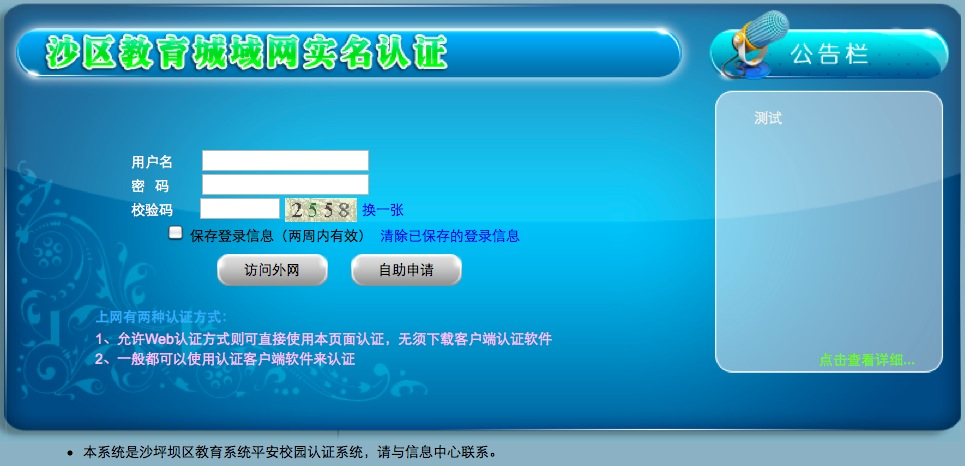 沙区教育城域网实名认证
公告栏
测试
用户名
密 码
校验码 2558 换一张
保存登录信息（两周内有效） 清除已保存的登录信息
访问外网 自助申请
上网有两种认证方式：
1、允许Web认证方式则可直接使用本页面认证，无须下载客户端认证软件
2、一般都可以使用认证客户端软件来认证
点击查看详细...
• 本系统是沙坪坝区教育系统平安校园认证系统，请与信息中心联系。